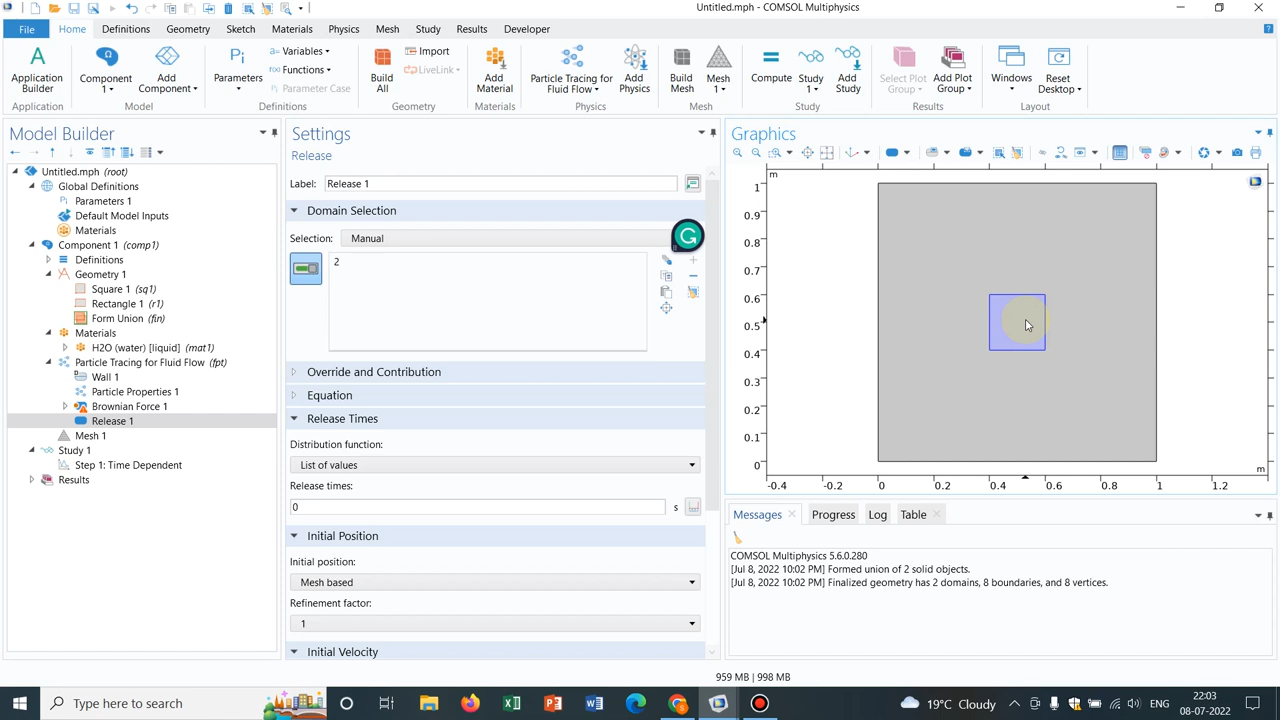 Untitled.mph - COMSOL Multiphysics
File Home Definitions Geometry Sketch Materials Physics Mesh Study Results Developer
Application Builder
Component 1
Add Component
Parameters
a= Variables
f(x) Functions
Pi Parameter Case
Build All
Import
LiveLink
Add Material
Particle Tracing for Fluid Flow
Add Physics
Build Mesh
Mesh 1
Compute
Study 1
Add Study
Select Plot Group
Add Plot Group
Windows
Reset Desktop
Application Model Definitions Geometry Materials Physics Mesh Study Results Layout
Model Builder
Untitled.mph (root)
Global Definitions
Parameters 1
Default Model Inputs
Materials
Component 1 (comp1)
Definitions
Geometry 1
Square 1 (sq1)
Rectangle 1 (r1)
Form Union (fin)
Materials
H2O (water) [liquid] (mat1)
Particle Tracing for Fluid Flow (fpt)
Wall 1
Particle Properties 1
Brownian Force 1
Release 1
Mesh 1
Study 1
Step 1: Time Dependent
Results
Settings
Release
Label: Release 1
Domain Selection
Selection: Manual
2
Override and Contribution
Equation
Release Times
Distribution function:
List of values
Release times:
0 s
Initial Position
Initial position:
Mesh based
Refinement factor:
1
Initial Velocity
Graphics
m
1
0.9
0.8
0.7
0.6
0.5
0.4
0.3
0.2
0.1
0
m
-0.4 -0.2 0 0.2 0.4 0.6 0.8 1 1.2
Messages Progress Log Table
COMSOL Multiphysics 5.6.0.280
[Jul 8, 2022 10:02 PM] Formed union of 2 solid objects.
[Jul 8, 2022 10:02 PM] Finalized geometry has 2 domains, 8 boundaries, and 8 vertices.
959 MB | 998 MB
Type here to search
19°C Cloudy
ENG
22:03
08-07-2022